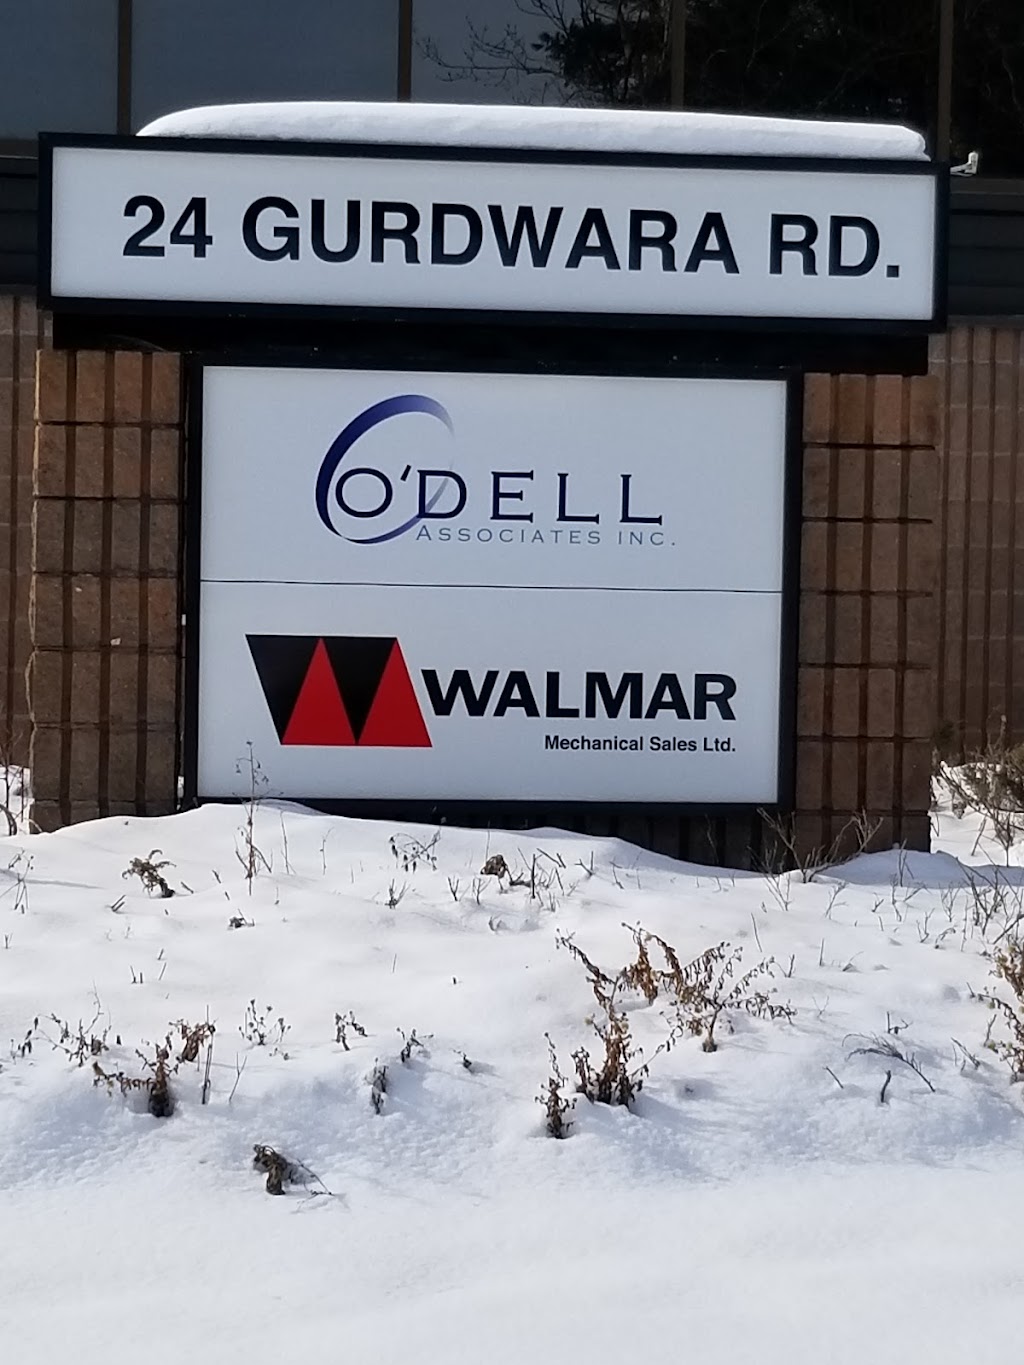 24 GURDWARA RD.
O'DELL
ASSOCIATES INC.
WALMAR
Mechanical Sales Ltd.